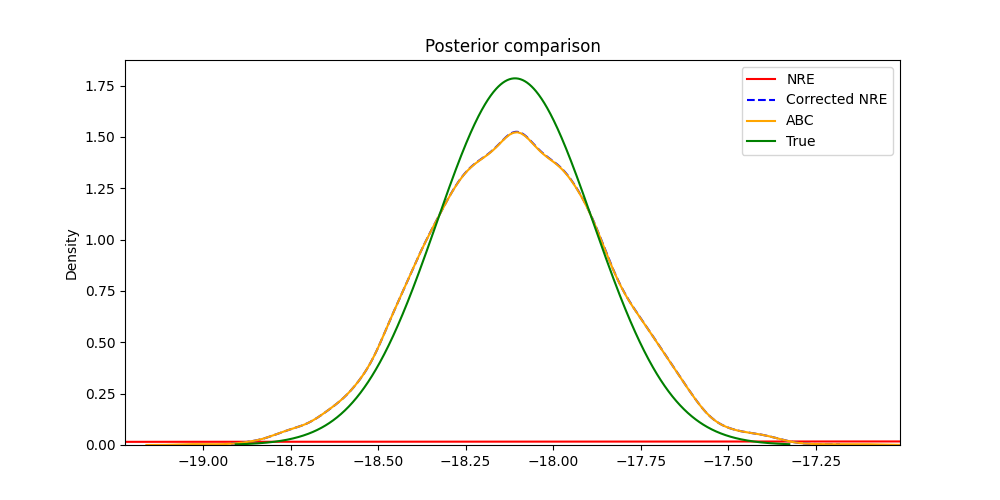 Posterior comparison
NRE
Corrected NRE
ABC
True
Density
1.75
1.50
1.25
1.00
0.75
0.50
0.25
0.00
−19.00 −18.75 −18.50 −18.25 −18.00 −17.75 −17.50 −17.25